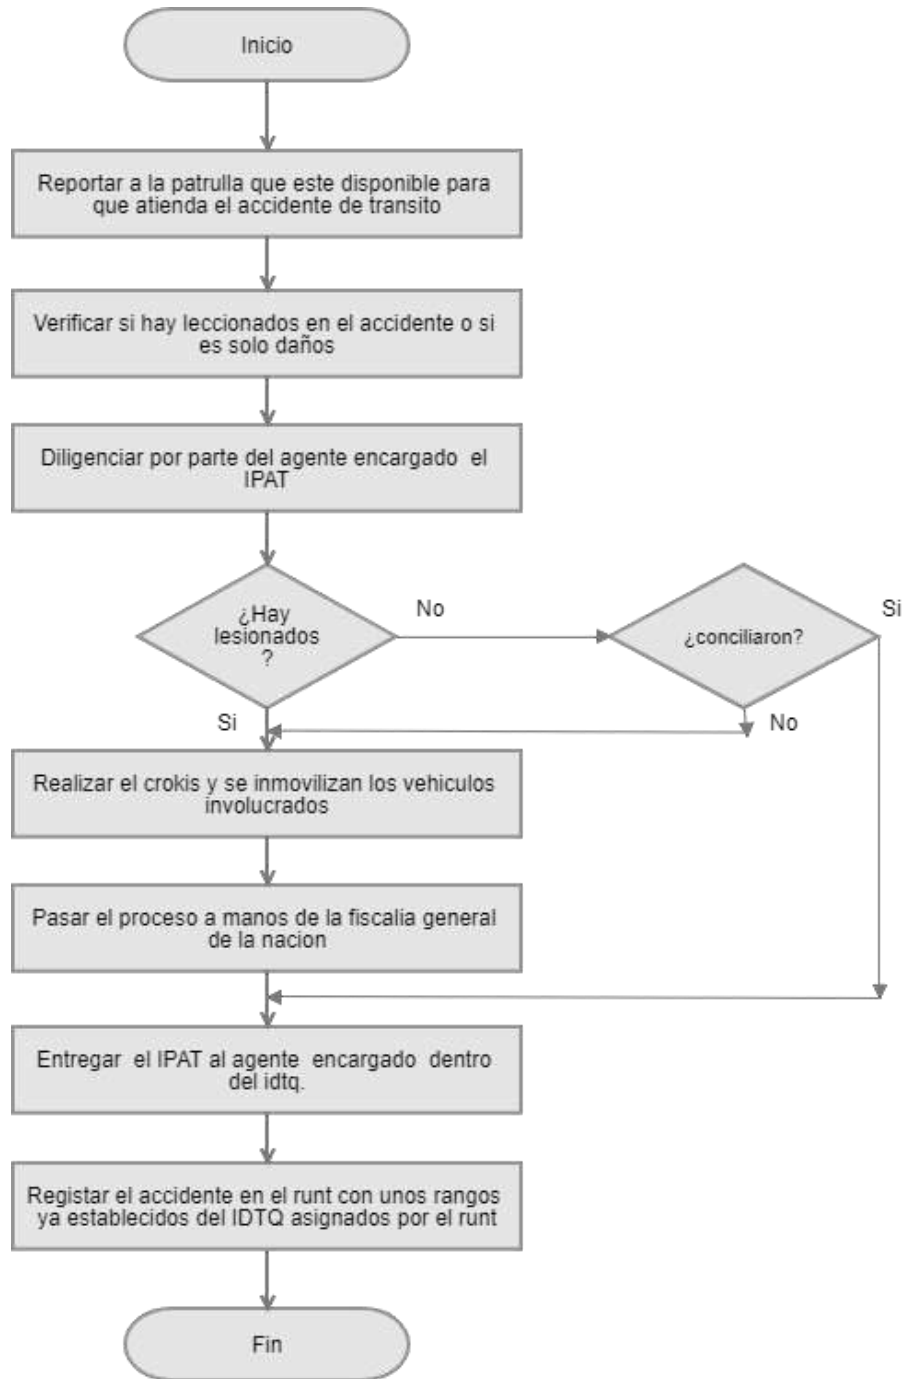 Inicio
Reportar a la patrulla que este disponible para
que atienda el accidente de transito
Verificar si hay leccionados en el accidente o si
es solo daños
Diligenciar por parte del agente encargado el
IPAT
¿Hay
lesionados
?
No
¿conciliaron?
Si
Si
No
Realizar el crokis y se inmovilizan los vehiculos
involucrados
Pasar el proceso a manos de la fiscalia general
de la nacion
Entregar el IPAT al agente encargado dentro
del idtq.
Registar el accidente en el runt con unos rangos
ya establecidos del IDTQ asignados por el runt
Fin